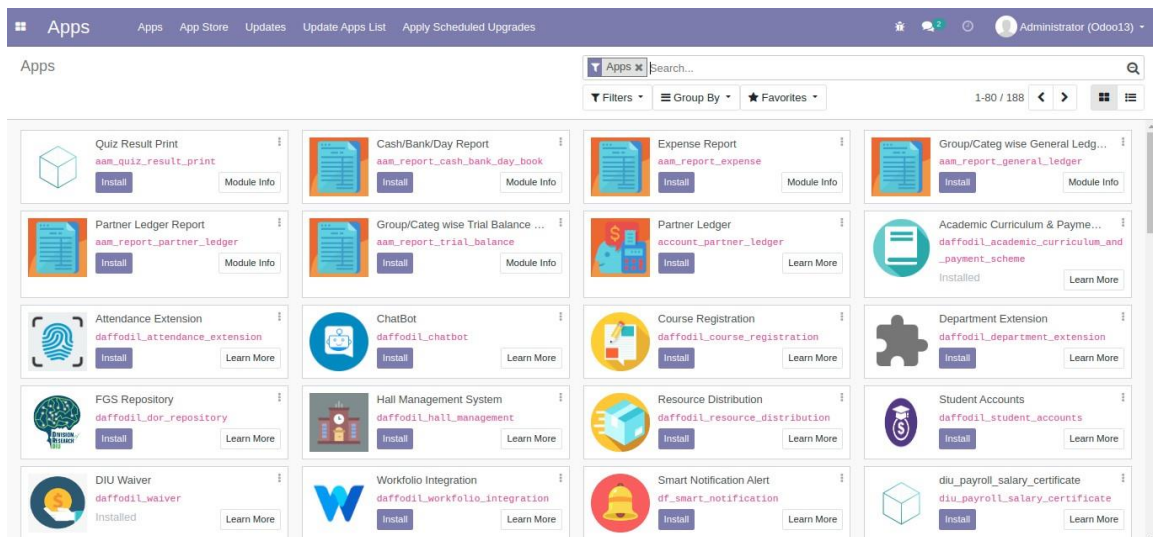 Apps Apps App Store Updates Update Apps List Apply Scheduled Upgrades 2 Administrator (Odoo13)
Apps
Apps Search...
Filters Group By Favorites 1-80 / 188
Quiz Result Print
aam_quiz_result_print
Install Module Info
Cash/Bank/Day Report
aam_report_cash_bank_day_book
Install Module Info
Expense Report
aam_report_expense
Install Module Info
Group/Categ wise General Ledg...
aam_report_general_ledger
Install Module Info
Partner Ledger Report
aam_report_partner_ledger
Install Module Info
Group/Categ wise Trial Balance ...
aam_report_trial_balance
Install Module Info
Partner Ledger
account_partner_ledger
Install Learn More
Academic Curriculum & Payme...
daffodil_academic_curriculum_and
_payment_scheme
Installed Learn More
Attendance Extension
daffodil_attendance_extension
Install Learn More
ChatBot
daffodil_chatbot
Install Learn More
Course Registration
daffodil_course_registration
Install Learn More
Department Extension
daffodil_department_extension
Install Learn More
FGS Repository
daffodil_dor_repository
Install Learn More
Hall Management System
daffodil_hall_management
Install Learn More
Resource Distribution
daffodil_resource_distribution
Install Learn More
Student Accounts
daffodil_student_accounts
Install Learn More
DIU Waiver
daffodil_waiver
Installed Learn More
Workfolio Integration
daffodil_workfolio_integration
Install Learn More
Smart Notification Alert
df_smart_notification
Install Learn More
diu_payroll_salary_certificate
diu_payroll_salary_certificate
Install Learn More